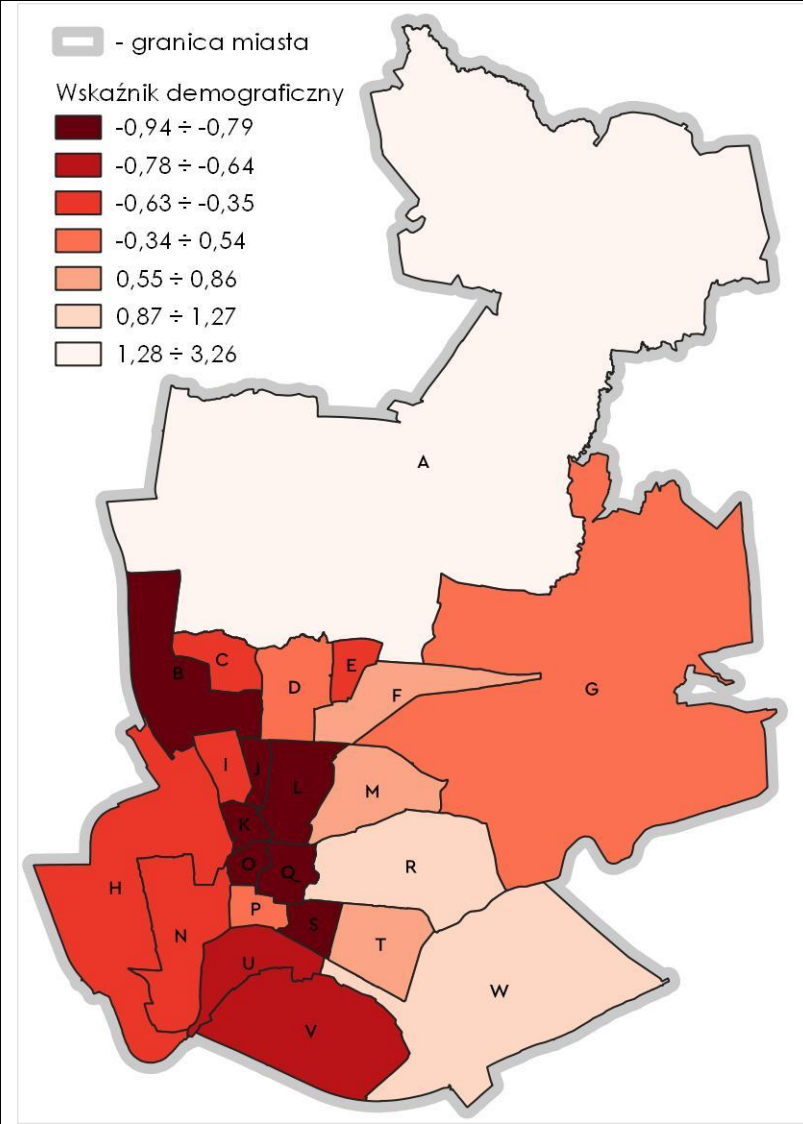 - granica miasta
Wskaźnik demograficzny
-0,94 ÷ -0,79
-0,78 ÷ -0,64
-0,63 ÷ -0,35
-0,34 ÷ 0,54
0,55 ÷ 0,86
0,87 ÷ 1,27
1,28 ÷ 3,26
A
B
C
D
E
F
G
I
J
L
M
K
O
Q
R
H
P
N
S
T
U
W
V